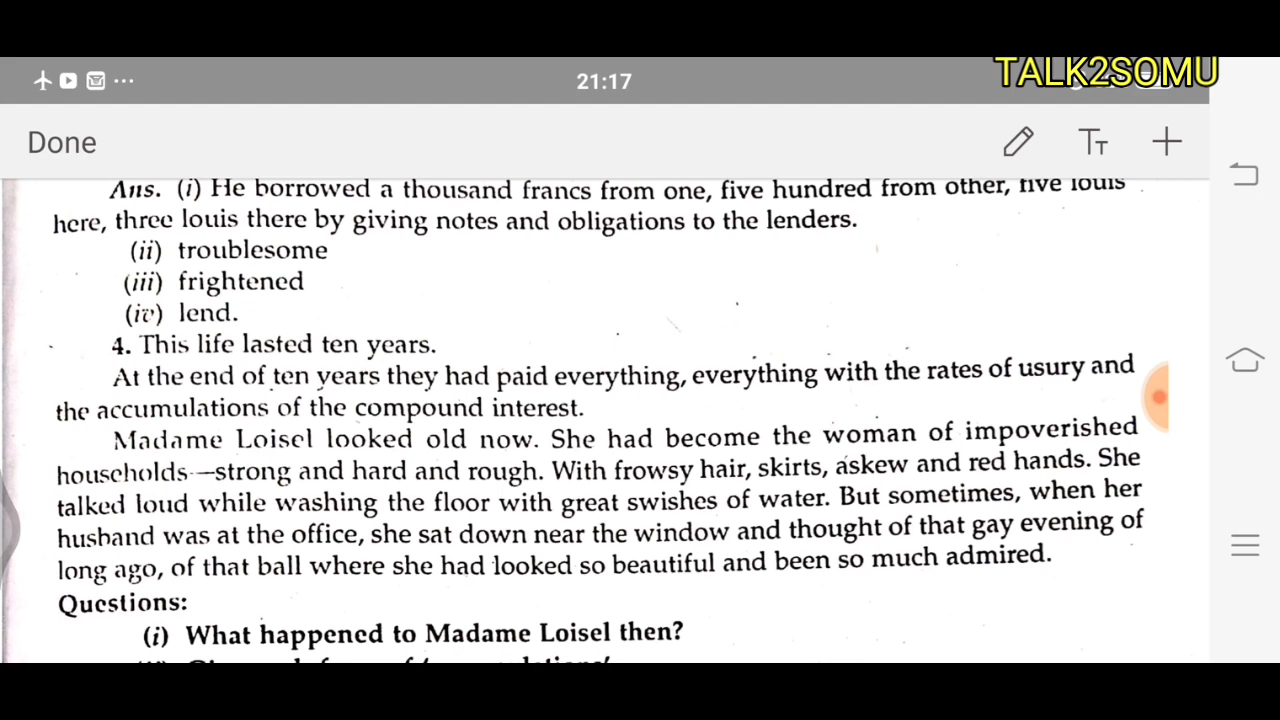 TALK2SOMU
21:17
Done
Ans. (i) He borrowed a thousand francs from one, five hundred from other, five louis
here, three louis there by giving notes and obligations to the lenders.
(ii) troublesome
(iii) frightened
(iv) lend.
4. This life lasted ten years.
At the end of ten years they had paid everything, everything with the rates of usury and
the accumulations of the compound interest.
Madame Loisel looked old now. She had become the woman of impoverished
households—strong and hard and rough. With frowsy hair, skirts, askew and red hands. She
talked loud while washing the floor with great swishes of water. But sometimes, when her
husband was at the office, she sat down near the window and thought of that gay evening of
long ago, of that ball where she had looked so beautiful and been so much admired.
Questions:
(i) What happened to Madame Loisel then?